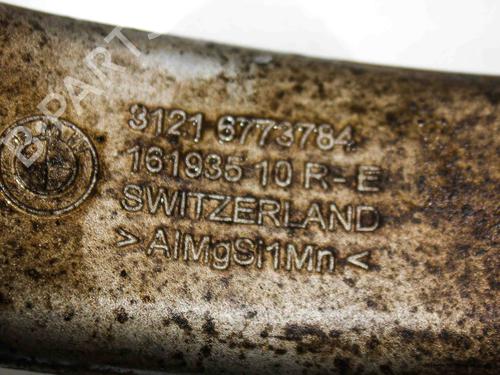 3121 6773784
161935 10 R-E
SWITZERLAND
> AlMgSi1Mn <